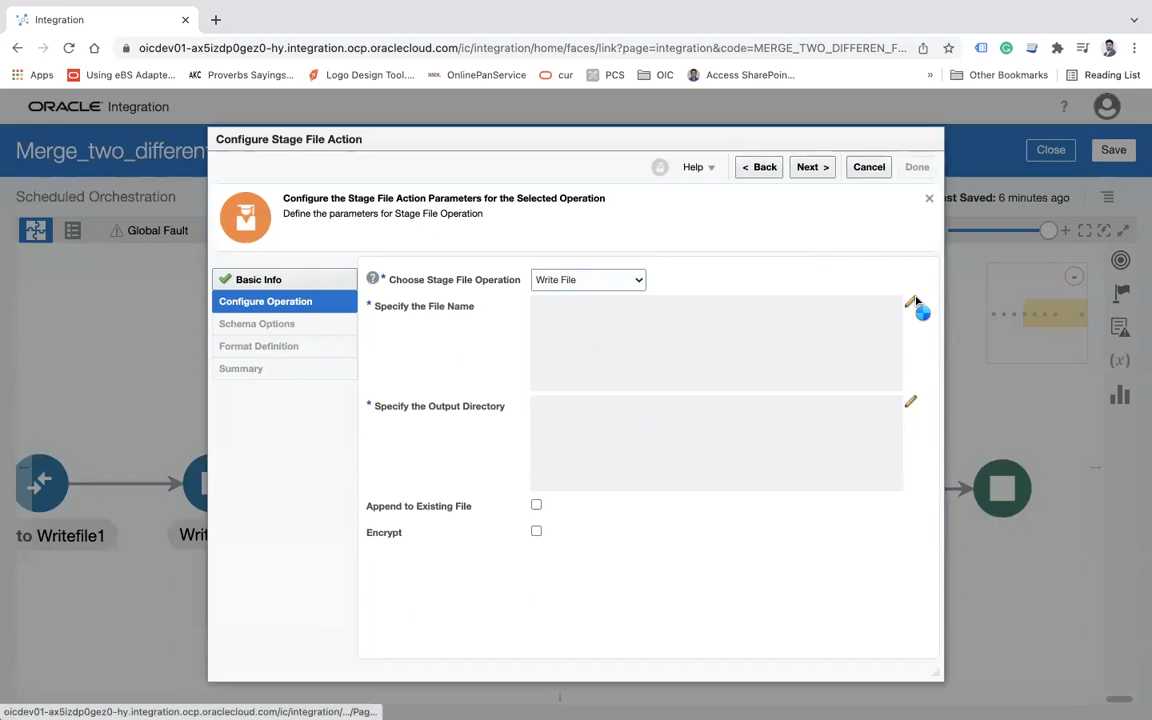 Integration
oicdev01-ax5izdp0gez0-hy.integration.ocp.oraclecloud.com/ic/integration/home/faces/link?page=integration&code=MERGE_TWO_DIFFEREN_F...
Apps
Using eBS Adapte...
AKC Proverbs Sayings...
Logo Design Tool....
OnlinePanService
cur
PCS
OIC
Access SharePoin...
»
Other Bookmarks
Reading List
ORACLE Integration
?
Merge_two_different
Close
Save
Scheduled Orchestration
st Saved: 6 minutes ago
Global Fault
Configure Stage File Action
Help
< Back
Next >
Cancel
Done
Configure the Stage File Action Parameters for the Selected Operation
Define the parameters for Stage File Operation
Basic Info
Configure Operation
Schema Options
Format Definition
Summary
* Choose Stage File Operation
Write File
* Specify the File Name
* Specify the Output Directory
Append to Existing File
Encrypt
(x)
to Writefile1
Writ
oicdev01-ax5izdp0gez0-hy.integration.ocp.oraclecloud.com/ic/integration/.../Pag...